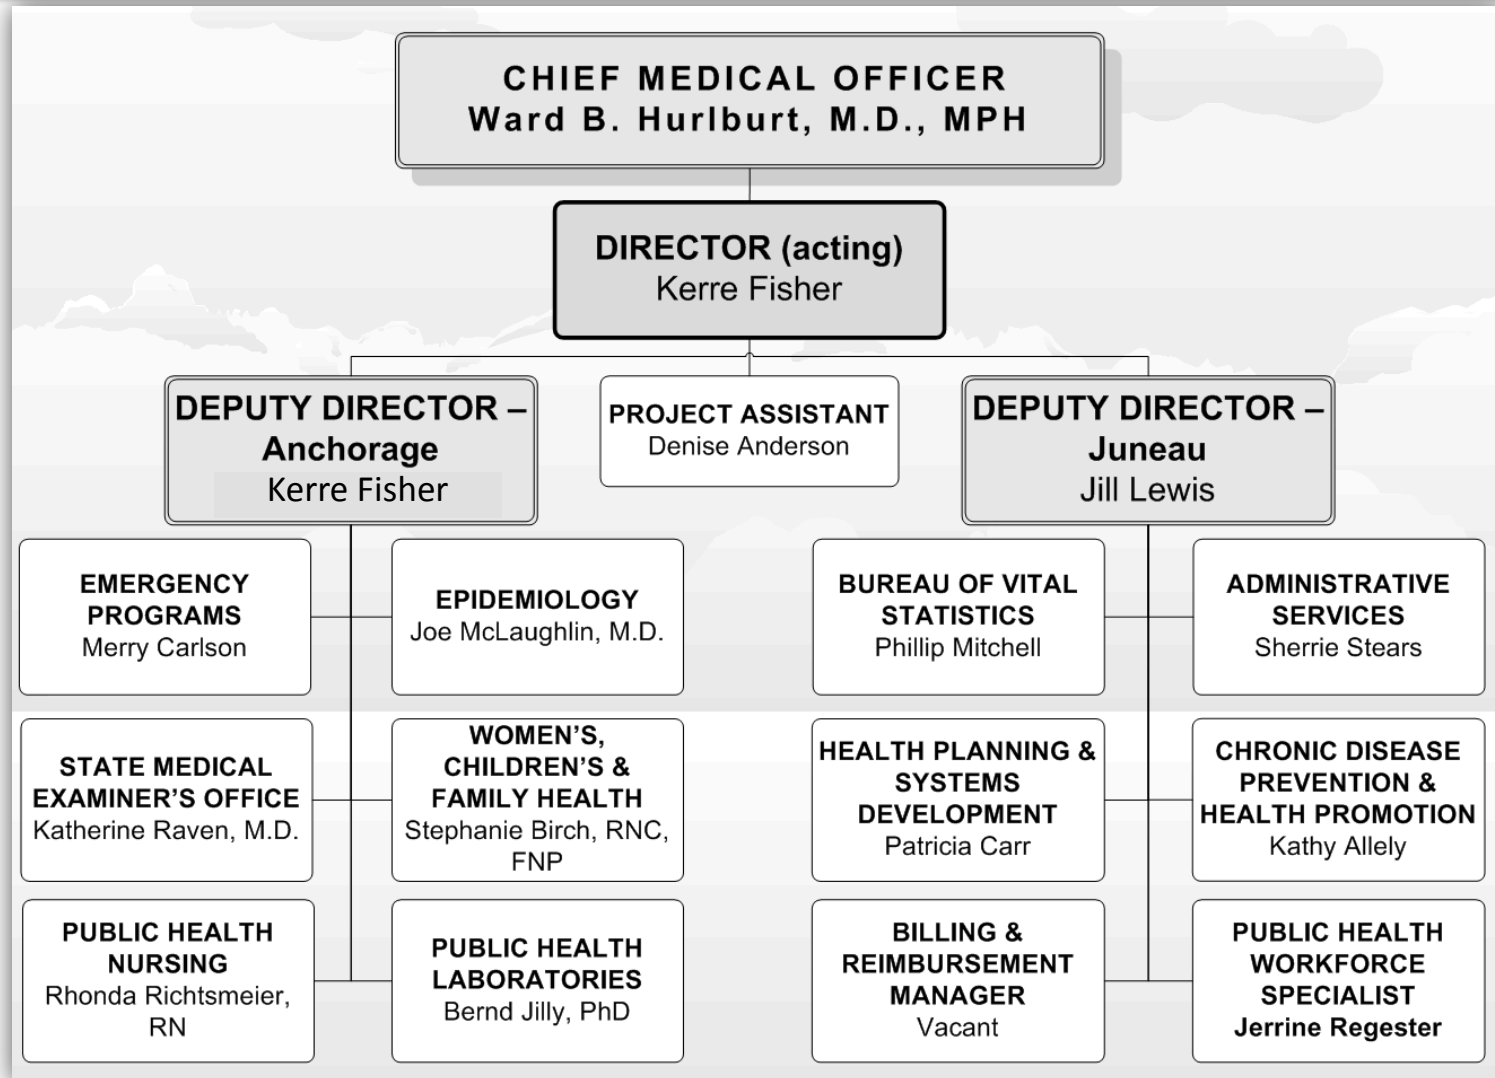 CHIEF MEDICAL OFFICER
Ward B. Hurlburt, M.D., MPH
DIRECTOR (acting)
Kerre Fisher
DEPUTY DIRECTOR –
Anchorage
Kerre Fisher
PROJECT ASSISTANT
Denise Anderson
DEPUTY DIRECTOR –
Juneau
Jill Lewis
EMERGENCY
PROGRAMS
Merry Carlson
EPIDEMIOLOGY
Joe McLaughlin, M.D.
BUREAU OF VITAL
STATISTICS
Phillip Mitchell
ADMINISTRATIVE
SERVICES
Sherrie Stears
STATE MEDICAL
EXAMINER’S OFFICE
Katherine Raven, M.D.
WOMEN’S,
CHILDREN’S &
FAMILY HEALTH
Stephanie Birch, RNC,
FNP
HEALTH PLANNING &
SYSTEMS
DEVELOPMENT
Patricia Carr
CHRONIC DISEASE
PREVENTION &
HEALTH PROMOTION
Kathy Allely
PUBLIC HEALTH
NURSING
Rhonda Richtsmeier,
RN
PUBLIC HEALTH
LABORATORIES
Bernd Jilly, PhD
BILLING &
REIMBURSEMENT
MANAGER
Vacant
PUBLIC HEALTH
WORKFORCE
SPECIALIST
Jerrine Regester